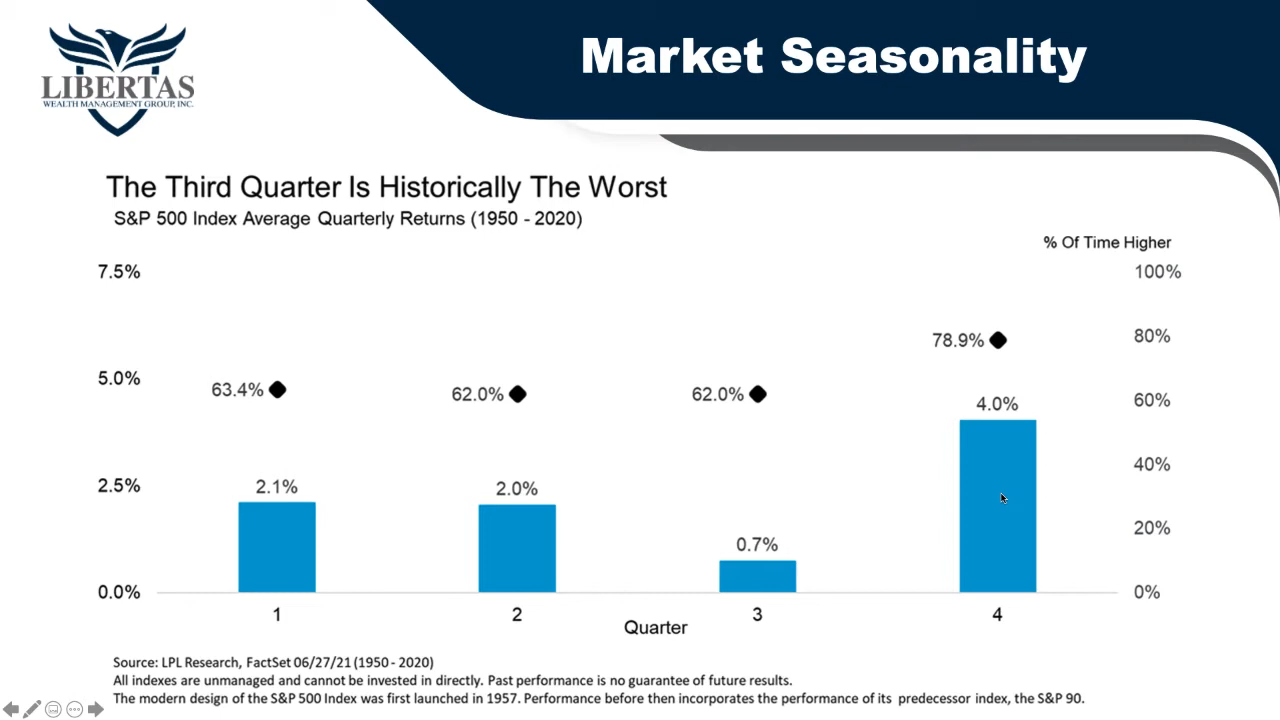 LIBERTAS
WEALTH MANAGEMENT GROUP, INC.
Market Seasonality
The Third Quarter Is Historically The Worst
S&P 500 Index Average Quarterly Returns (1950 - 2020)
% Of Time Higher
7.5%
100%
78.9%
80%
5.0%
63.4%
62.0%
62.0%
4.0%
60%
2.5%
2.1%
2.0%
40%
0.7%
20%
0.0%
0%
1
2
3
4
Quarter
Source: LPL Research, FactSet 06/27/21 (1950 - 2020)
All indexes are unmanaged and cannot be invested in directly. Past performance is no guarantee of future results.
The modern design of the S&P 500 Index was first launched in 1957. Performance before then incorporates the performance of its predecessor index, the S&P 90.